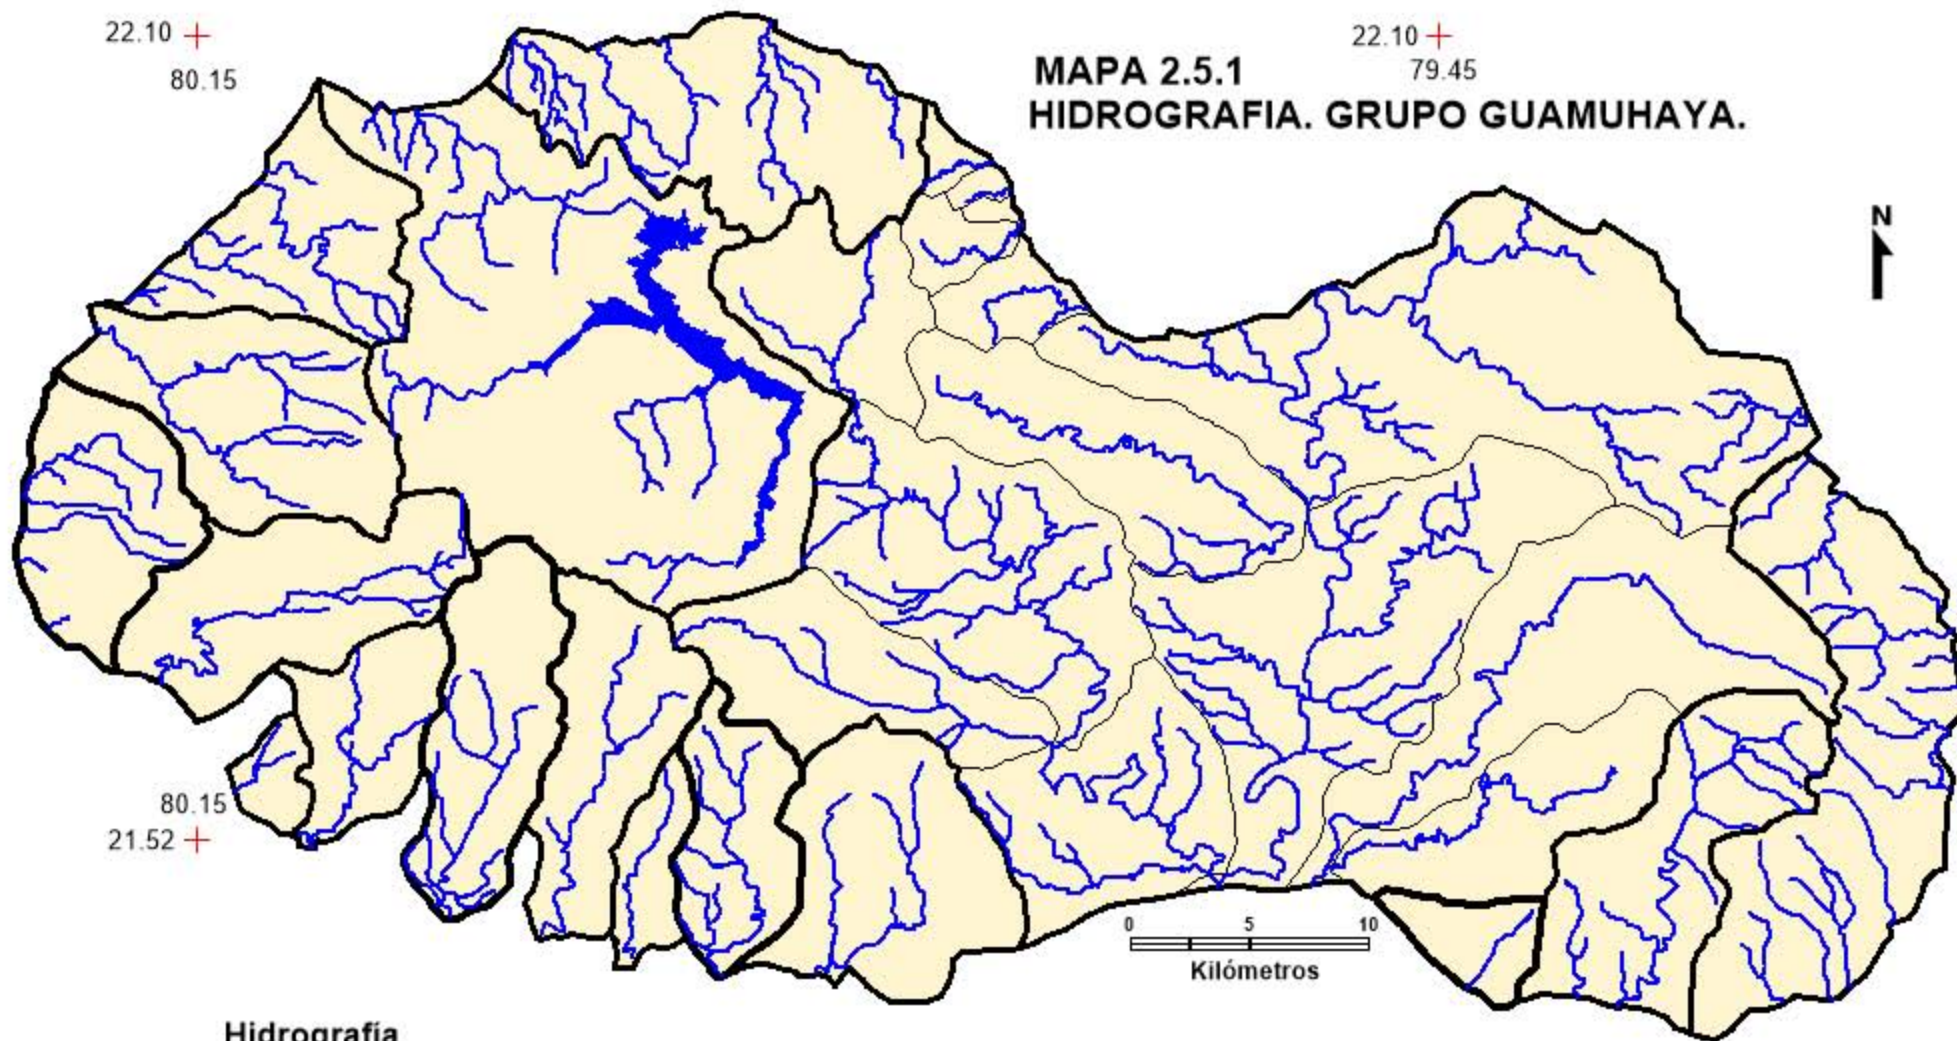 22.10
80.15
MAPA 2.5.1
HIDROGRAFIA. GRUPO GUAMUHAYA.
22.10
79.45
N
80.15
21.52
0 5 10
Kilómetros
Hidrografía